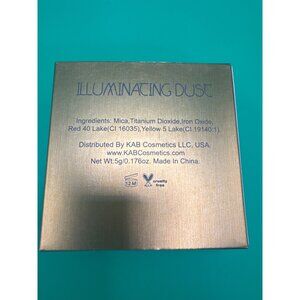 ILLUMINATING DUST
Ingredients: Mica,Titanium Dioxide,Iron Oxide,
Red 40 Lake(CI 16035),Yellow 5 Lake(CI 19140:1).
Distributed By KAB Cosmetics LLC, USA.
www.KABCosmetics.com
Net Wt:5g/0.176oz. Made In China.
12 M
cruelty
free